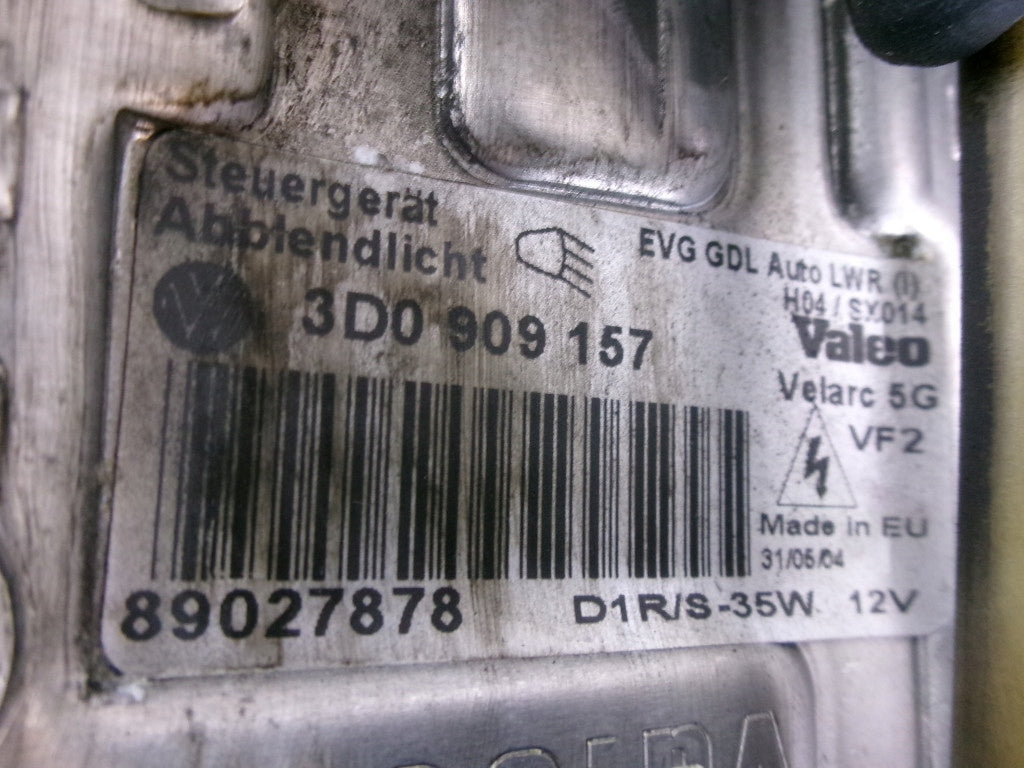 Steuergerät
Abblendlicht
EVG GDL Auto LWR (I)
H04 / SX014
3D0 909 157
Valeo
Velarc 5G
VF2
Made in EU
31/05/04
89027878
D1R/S-35W 12V